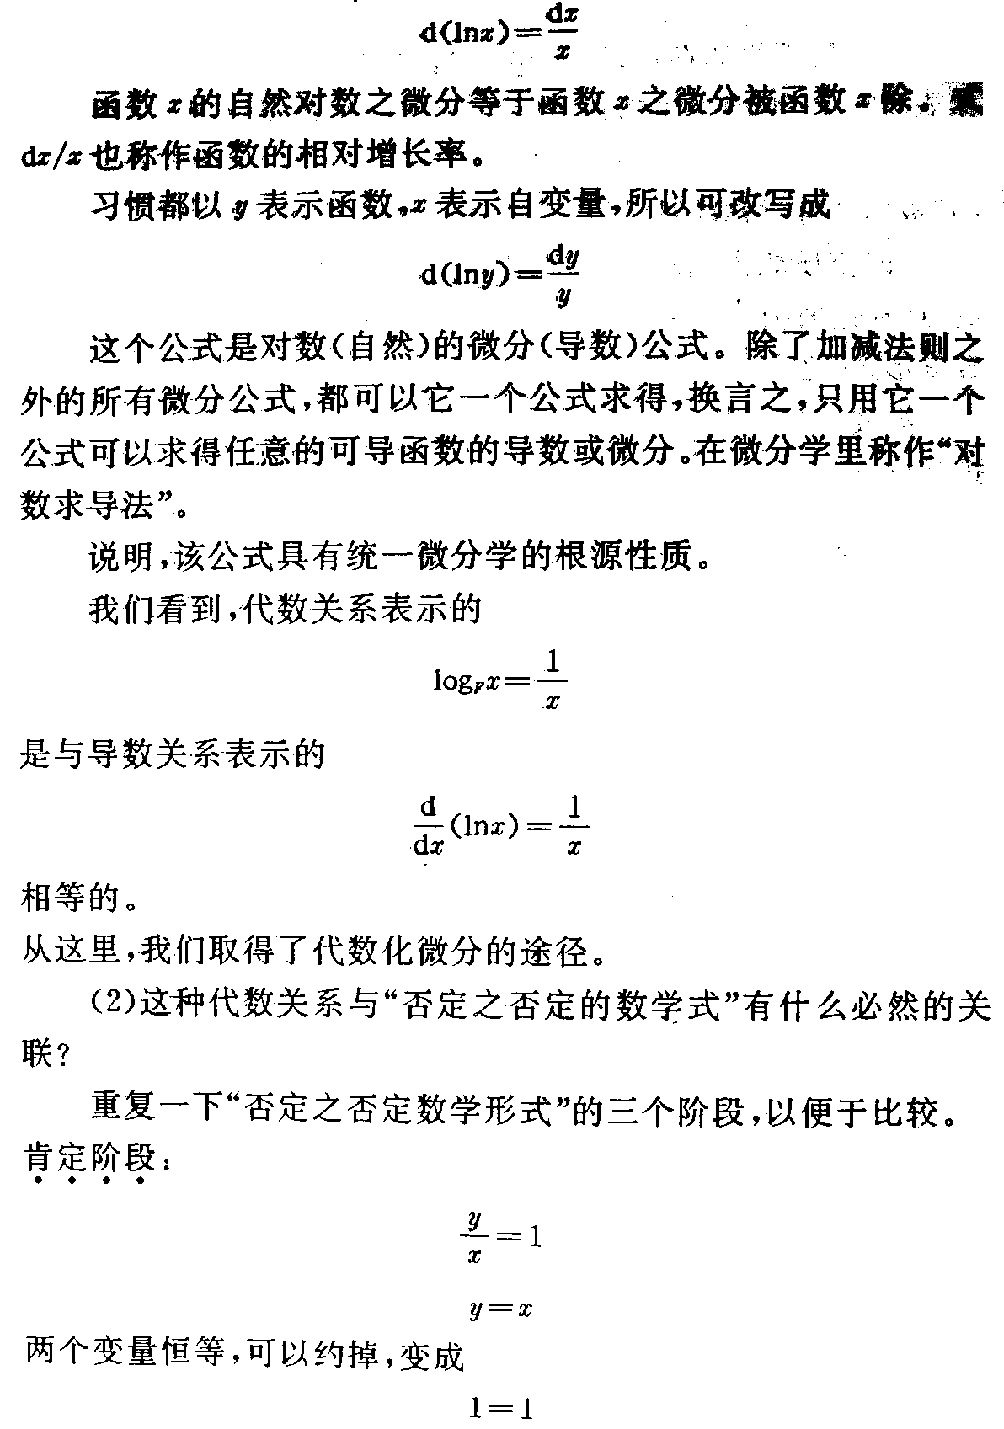 d(lnx)=dx/x
函数 x 的自然对数之微分等于函数 x 之微分被函数 x 除。
dx/x 也称作函数的相对增长率。
习惯都以 y 表示函数,x 表示自变量,所以可改写成
d(lny)=dy/y
这个公式是对数(自然)的微分(导数)公式。除了加减法则之
外的所有微分公式,都可以它一个公式求得,换言之,只用它一个
公式可以求得任意的可导函数的导数或微分。在微分学里称作“对
数求导法”。
说明,该公式具有统一微分学的根源性质。
我们看到,代数关系表示的
log_F x=1/x
是与导数关系表示的
d/dx(lnx)=1/x
相等的。
从这里,我们取得了代数化微分的途径。
(2)这种代数关系与“否定之否定的数学式”有什么必然的关
联?
重复一下“否定之否定数学形式”的三个阶段,以便于比较。
肯定阶段:
y/x=1
y=x
两个变量恒等,可以约掉,变成
1=1